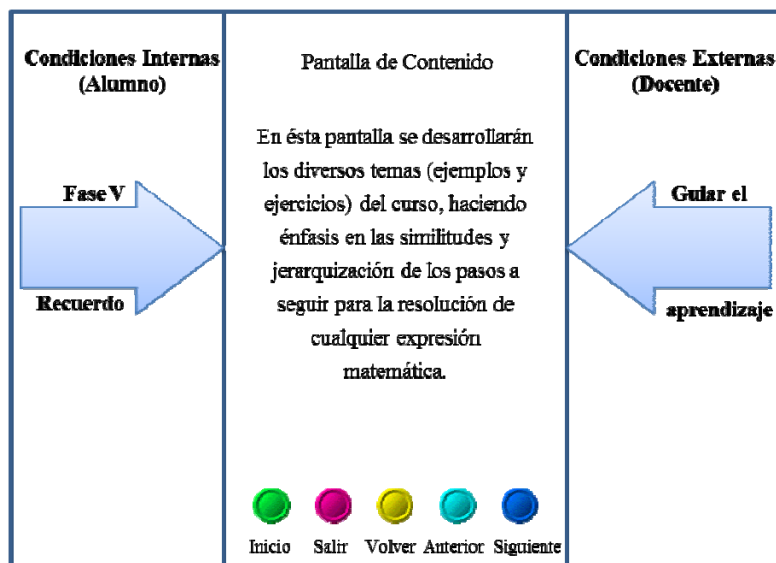 Condiciones Internas
(Alumno)
Fase V
Recuerdo
Pantalla de Contenido
En ésta pantalla se desarrollarán
los diversos temas (ejemplos y
ejercicios) del curso, haciendo
énfasis en las similitudes y
jerarquización de los pasos a
seguir para la resolución de
cualquier expresión
matemática.
Inicio Salir Volver Anterior Siguiente
Condiciones Externas
(Docente)
Guiar el
aprendizaje